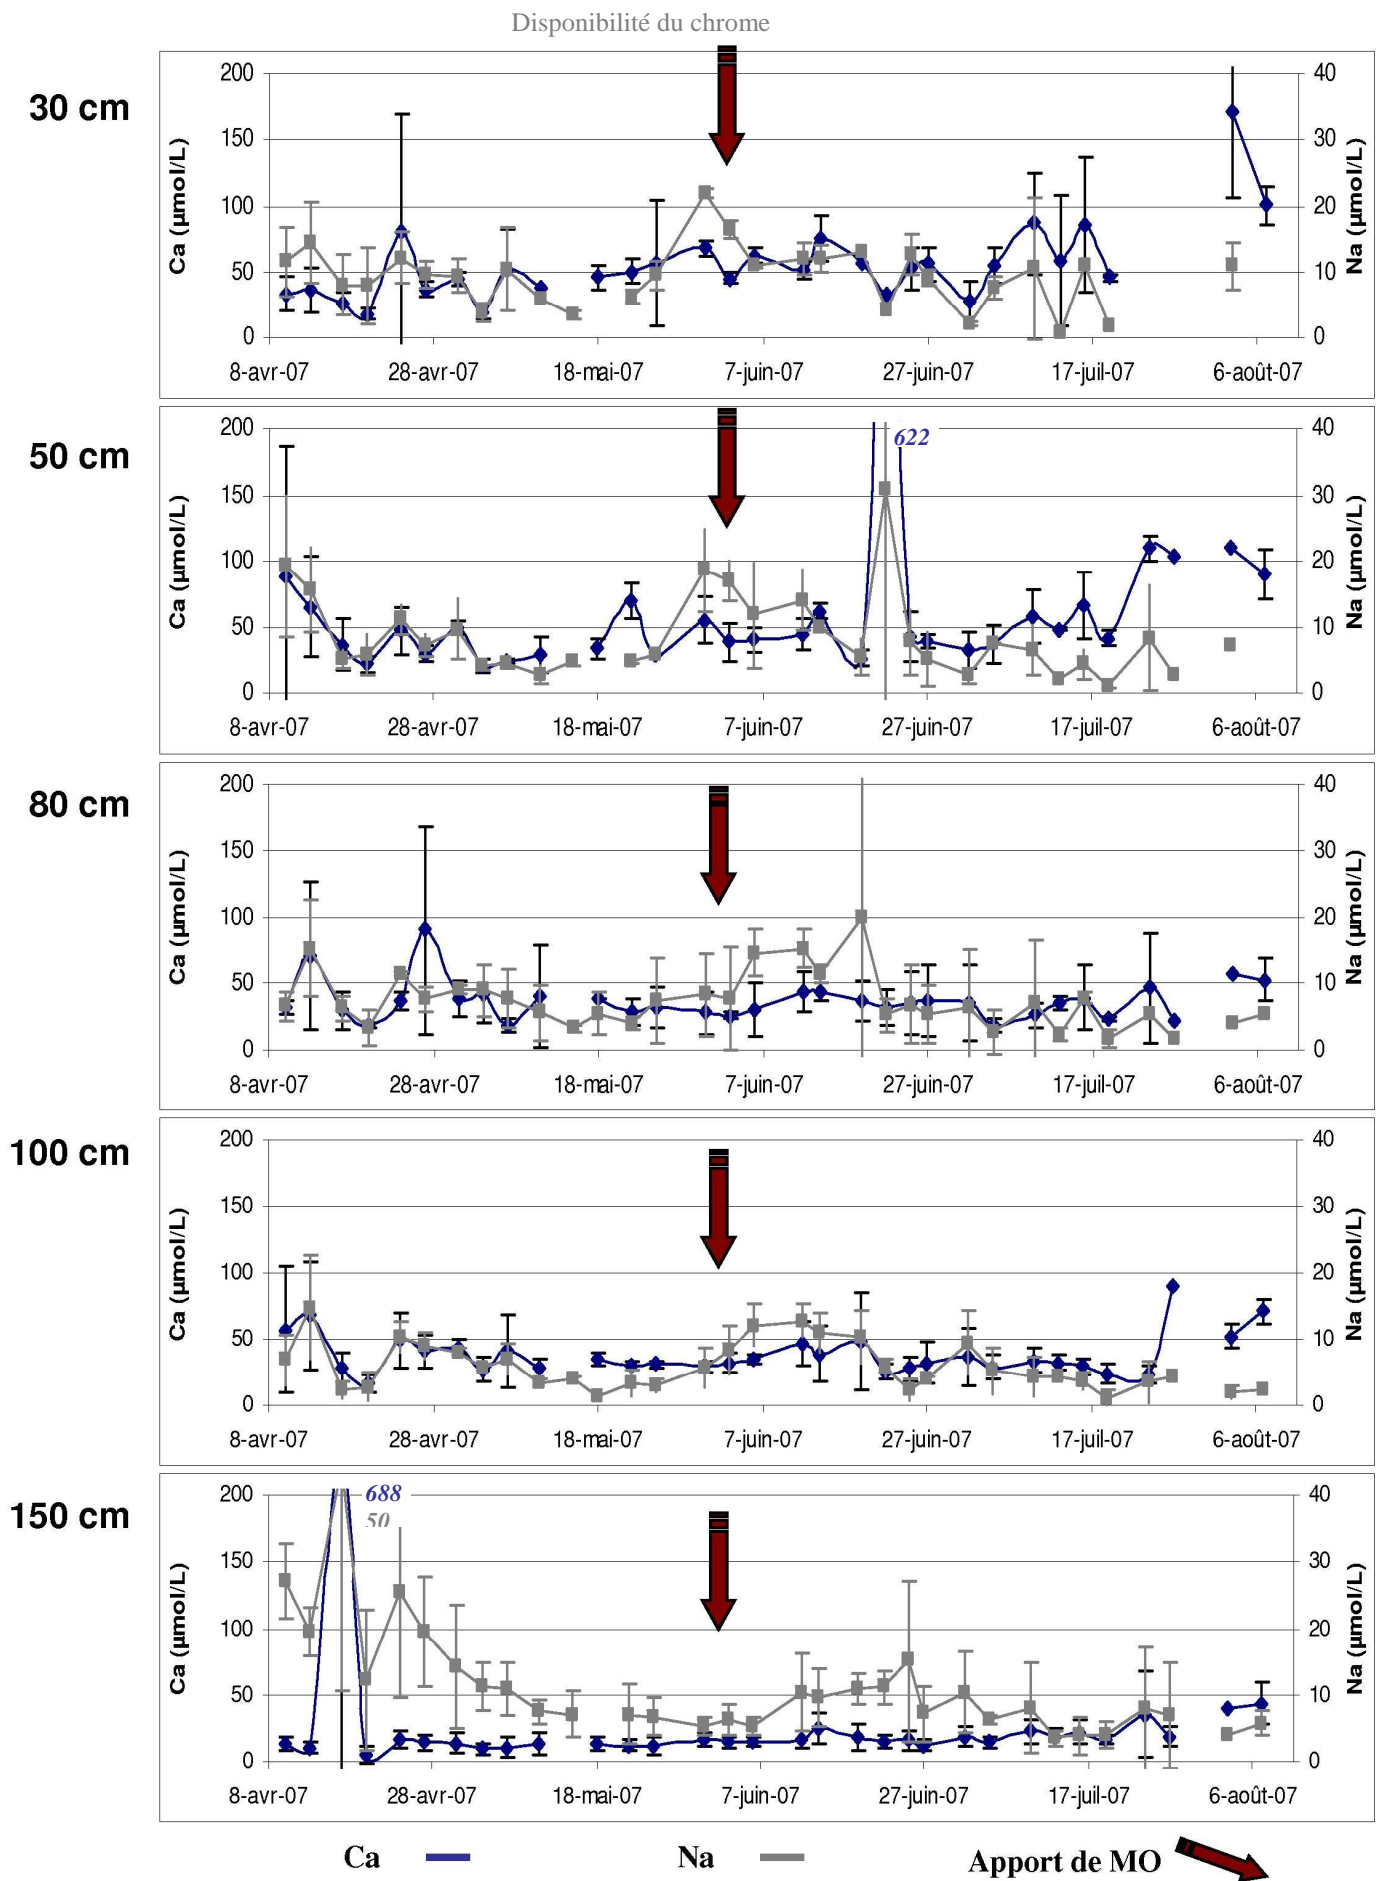 Disponibilité du chrome
30 cm
Ca (µmol/L)
200
150
100
50
0
40
30
20
10
0
Na (µmol/L)
8-avr-07 28-avr-07 18-mai-07 7-juin-07 27-juin-07 17-juil-07 6-août-07
50 cm
Ca (µmol/L)
200
150
100
50
0
622
40
30
20
10
0
Na (µmol/L)
8-avr-07 28-avr-07 18-mai-07 7-juin-07 27-juin-07 17-juil-07 6-août-07
80 cm
Ca (µmol/L)
200
150
100
50
0
40
30
20
10
0
Na (µmol/L)
8-avr-07 28-avr-07 18-mai-07 7-juin-07 27-juin-07 17-juil-07 6-août-07
100 cm
Ca (µmol/L)
200
150
100
50
0
40
30
20
10
0
Na (µmol/L)
8-avr-07 28-avr-07 18-mai-07 7-juin-07 27-juin-07 17-juil-07 6-août-07
150 cm
Ca (µmol/L)
200
150
100
50
0
688
50
40
30
20
10
0
Na (µmol/L)
8-avr-07 28-avr-07 18-mai-07 7-juin-07 27-juin-07 17-juil-07 6-août-07
Ca Na Apport de MO